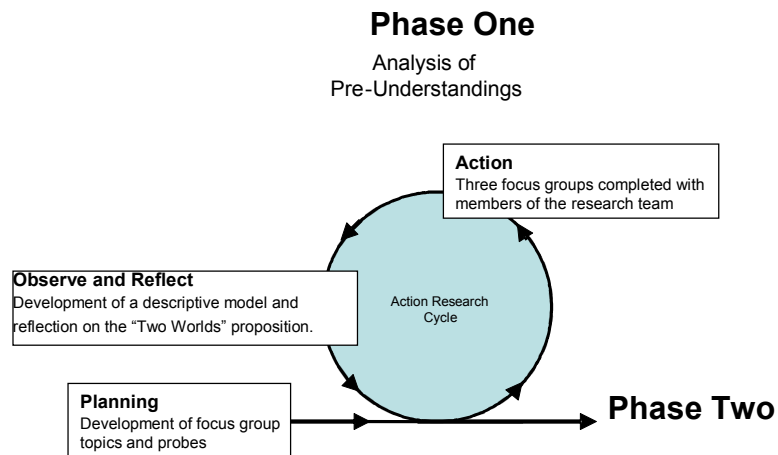 Phase One
Analysis of
Pre-Understandings
Action
Three focus groups completed with
members of the research team
Observe and Reflect
Development of a descriptive model and
reflection on the “Two Worlds” proposition.
Action Research
Cycle
Planning
Development of focus group
topics and probes
Phase Two